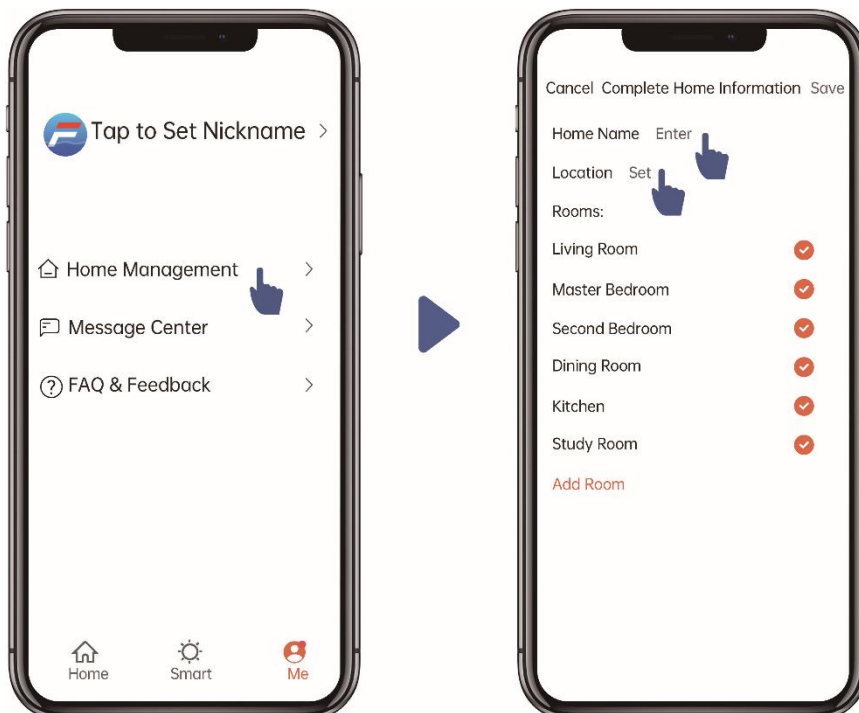 Tap to Set Nickname
Home Management
Message Center
FAQ & Feedback
Home Smart Me
Cancel Complete Home Information Save
Home Name Enter
Location Set
Rooms:
Living Room
Master Bedroom
Second Bedroom
Dining Room
Kitchen
Study Room
Add Room